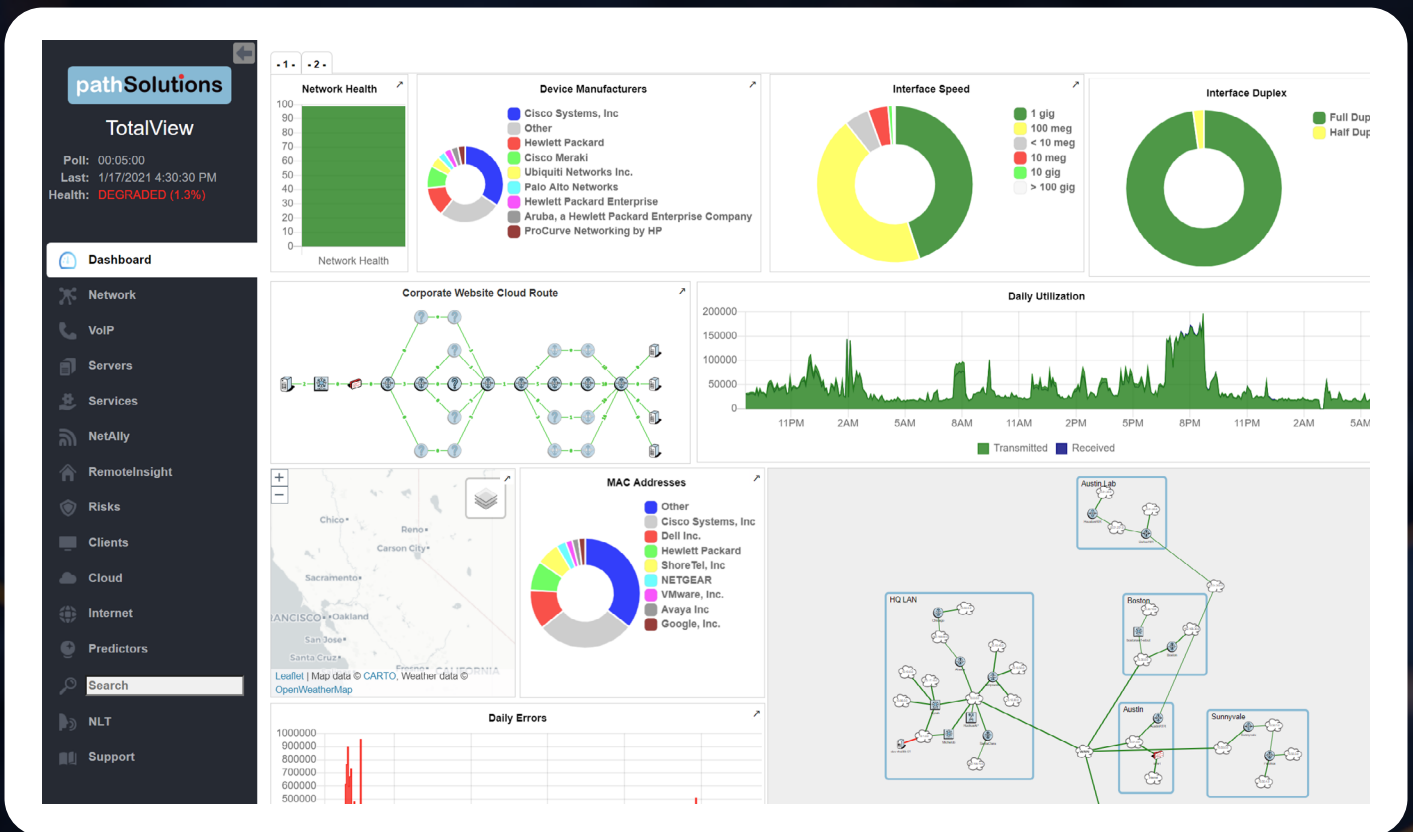 pathSolutions
TotalView
Poll: 00:05:00
Last: 1/17/2021 4:30:30 PM
Health: DEGRADED (1.3%)
Dashboard
Network
VoIP
Servers
Services
NetAlly
RemoteInsight
Risks
Clients
Cloud
Internet
Predictors
Search
NLT
Support
- 1 - - 2 -
Network Health
100
90
80
70
60
50
40
30
20
10
0
Network Health
Device Manufacturers
Cisco Systems, Inc
Other
Hewlett Packard
Cisco Meraki
Ubiquiti Networks Inc.
Palo Alto Networks
Hewlett Packard Enterprise
Aruba, a Hewlett Packard Enterprise Company
ProCurve Networking by HP
Interface Speed
1 gig
100 meg
< 10 meg
10 meg
10 gig
> 100 gig
Interface Duplex
Full Dup
Half Dup
Corporate Website Cloud Route
Daily Utilization
200000
150000
100000
50000
0
11PM 2AM 5AM 8AM 11AM 2PM 5PM 8PM 11PM 2AM 5AM
Transmitted Received
+
−
Chico
Reno
Carson City
Sacramento
RANCISCO Oakland
San Jose
Santa Cruz
Fresno CALIFORNIA
Leaflet | Map data © CARTO, Weather data ©
OpenWeatherMap
MAC Addresses
Other
Cisco Systems, Inc
Dell Inc.
Hewlett Packard
ShoreTel, Inc
NETGEAR
VMware, Inc.
Avaya Inc
Google, Inc.
Austin Lab
HQ LAN
Boston
Austin
Sunnyvale
Daily Errors
1000000
900000
800000
700000
600000
500000